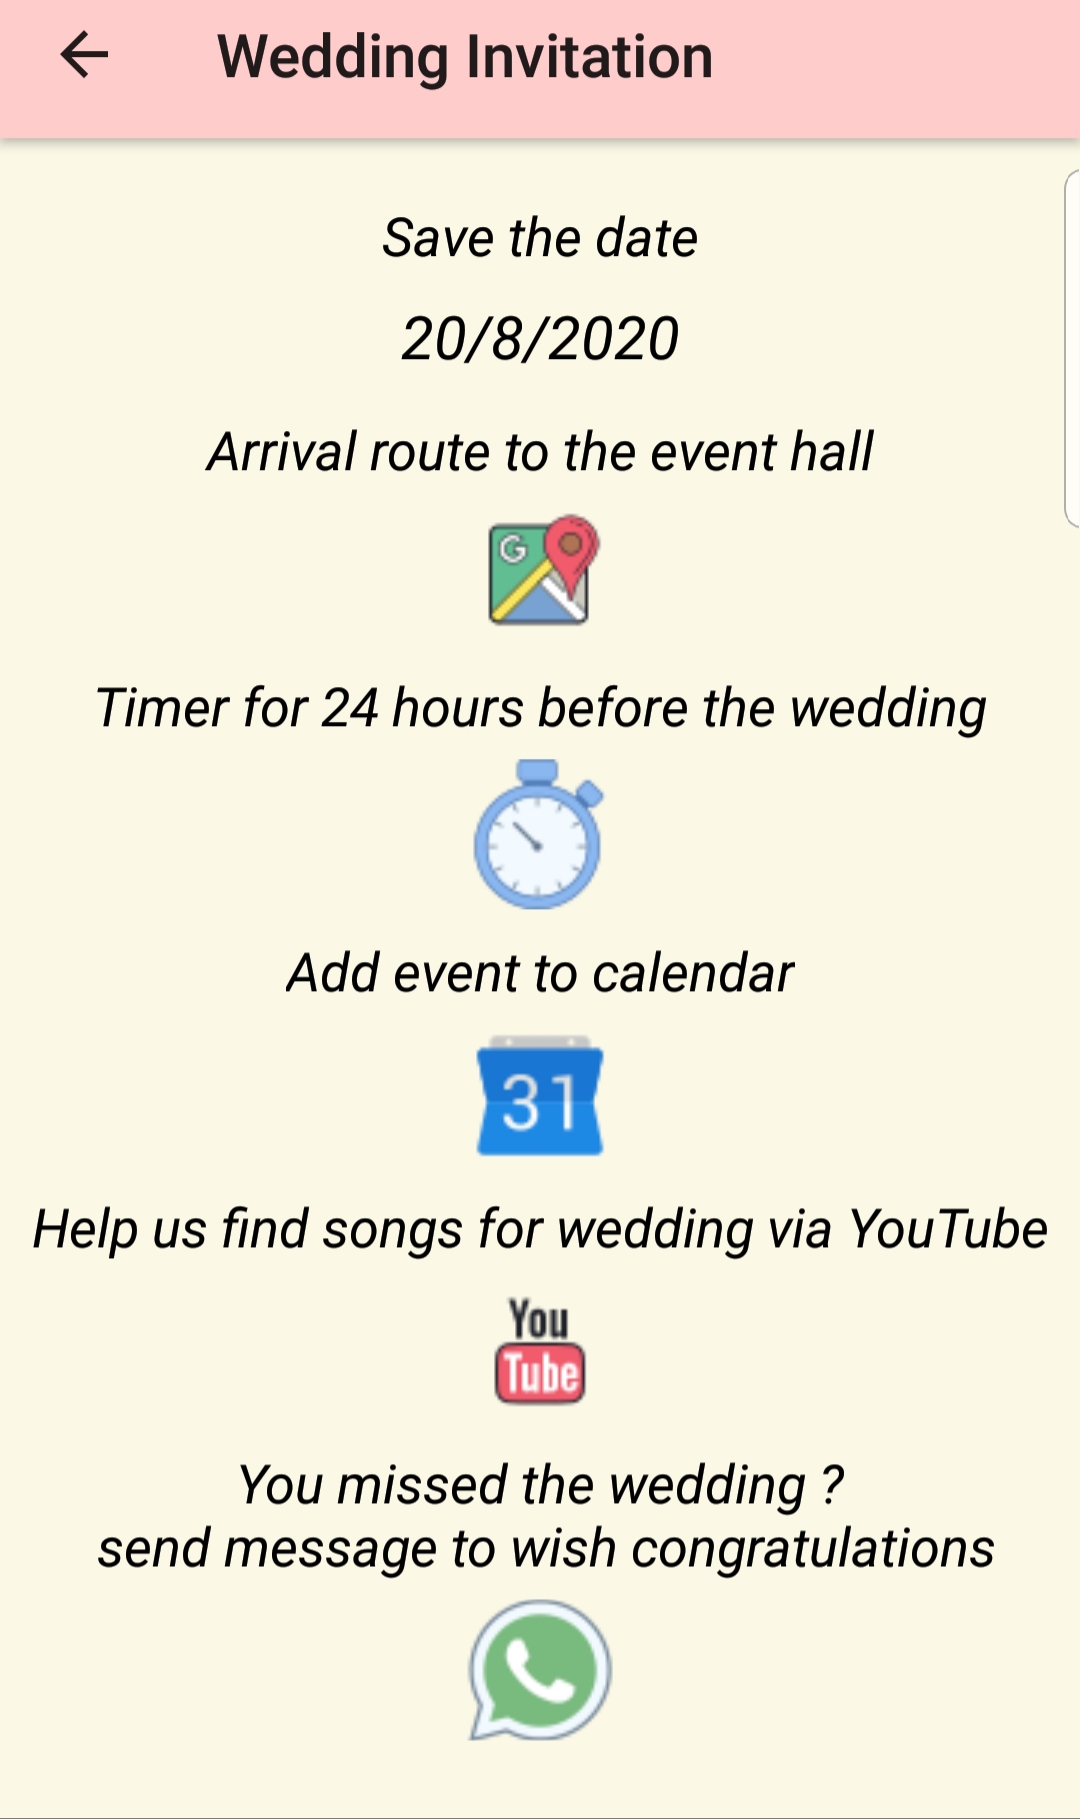 Wedding Invitation
Save the date
20/8/2020
Arrival route to the event hall
G
Timer for 24 hours before the wedding
Add event to calendar
31
Help us find songs for wedding via YouTube
You
Tube
You missed the wedding ?
send message to wish congratulations